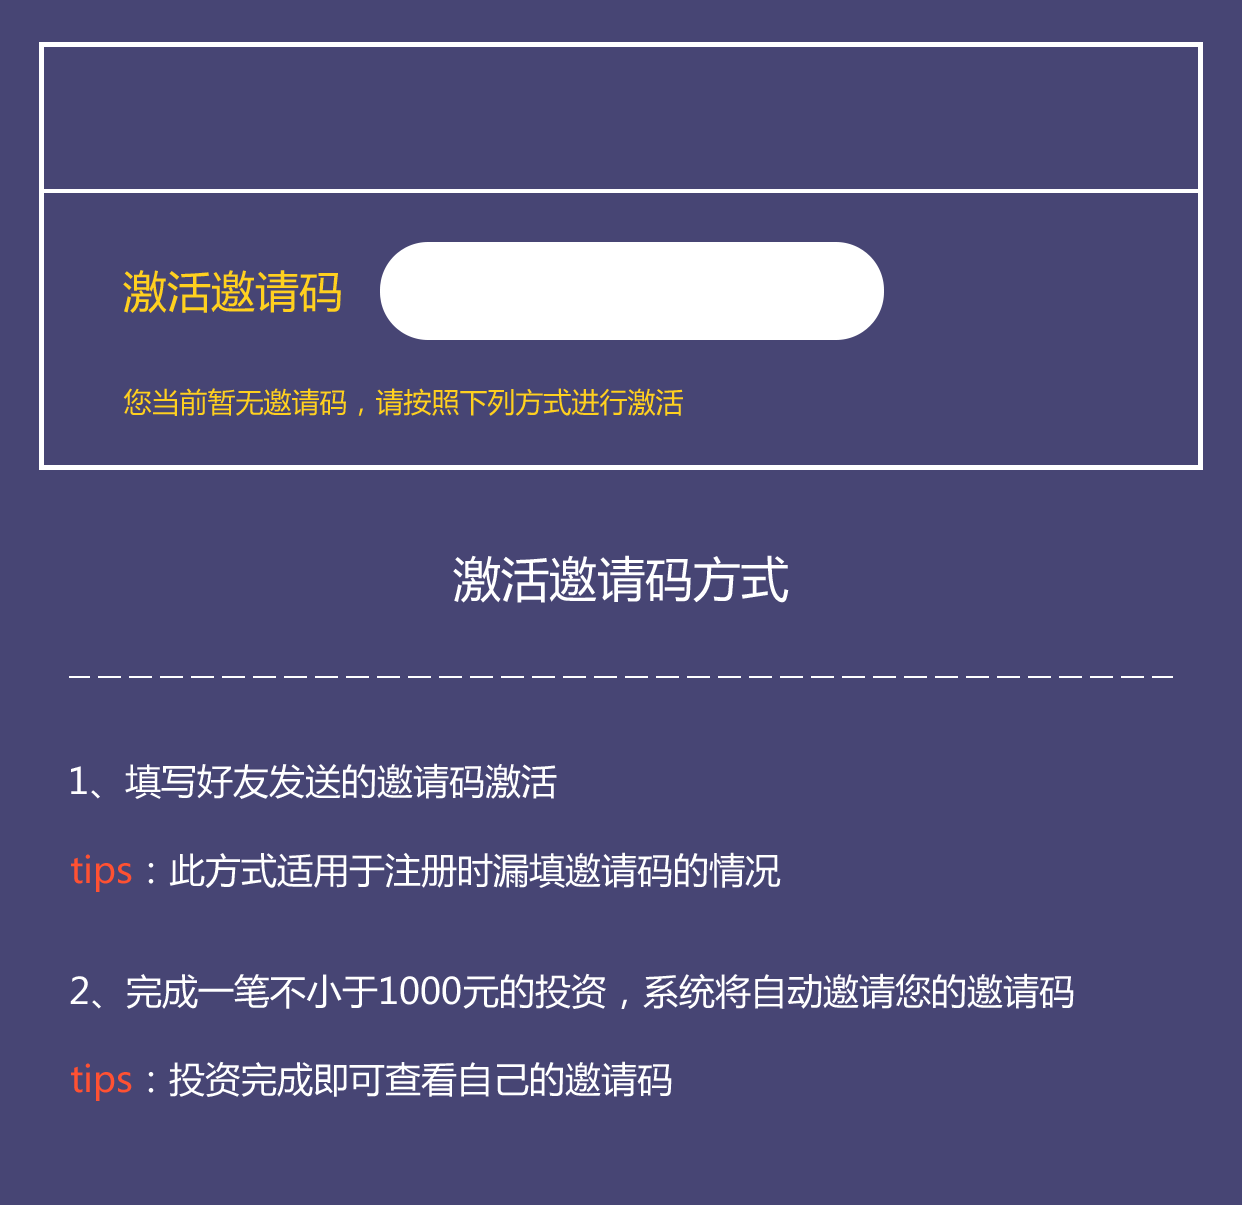 激活邀请码
您当前暂无邀请码，请按照下列方式进行激活
激活邀请码方式
1、填写好友发送的邀请码激活
tips：此方式适用于注册时漏填邀请码的情况
2、完成一笔不小于1000元的投资，系统将自动邀请您的邀请码
tips：投资完成即可查看自己的邀请码